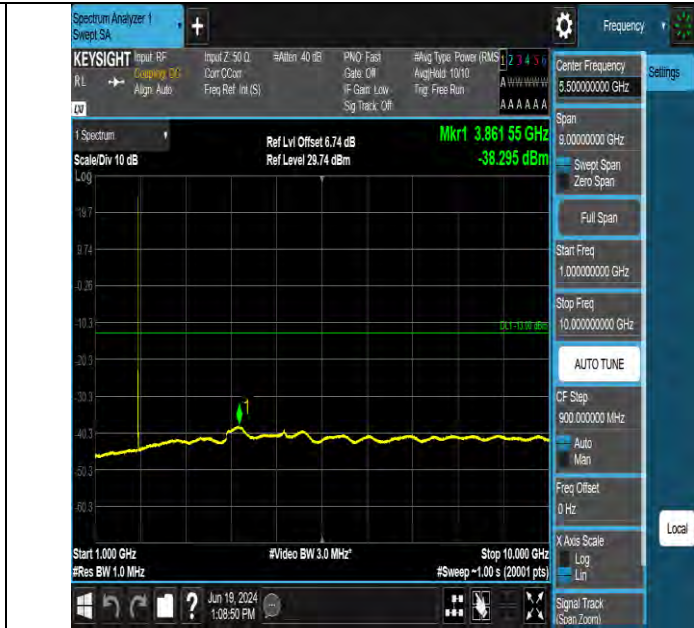 Spectrum Analyzer 1
Swept SA
+
Frequency
KEYSIGHT
RL
Input: RF
Coupling: DC
Align: Auto
Input Z: 50 Ω
Corr CCorr
Freq Ref: Int (S)
#Atten: 40 dB
PNO: Fast
Gate: Off
IF Gain: Low
Sig Track: Off
#Avg Type: Power (RMS
Avg|Hold: 10/10
Trig: Free Run
1 2 3 4 5 6
A W W W W W
A A A A A A
LXI
1 Spectrum
Scale/Div 10 dB
Log
Ref Lvl Offset 6.74 dB
Ref Level 29.74 dBm
Mkr1 3.861 55 GHz
-38.295 dBm
19.7
9.74
-0.26
-10.3
DL1 -13.00 dBm
-20.3
-30.3
1
-40.3
-50.3
-60.3
Start 1.000 GHz
#Res BW 1.0 MHz
#Video BW 3.0 MHz*
Stop 10.000 GHz
#Sweep ~1.00 s (20001 pts)
Jun 19, 2024
1:08:50 PM
?
Center Frequency
5.500000000 GHz
Span
9.00000000 GHz
Swept Span
Zero Span
Full Span
Start Freq
1.000000000 GHz
Stop Freq
10.000000000 GHz
AUTO TUNE
CF Step
900.000000 MHz
Auto
Man
Freq Offset
0 Hz
X Axis Scale
Log
Lin
Signal Track
(Span Zoom)
Settings
Local